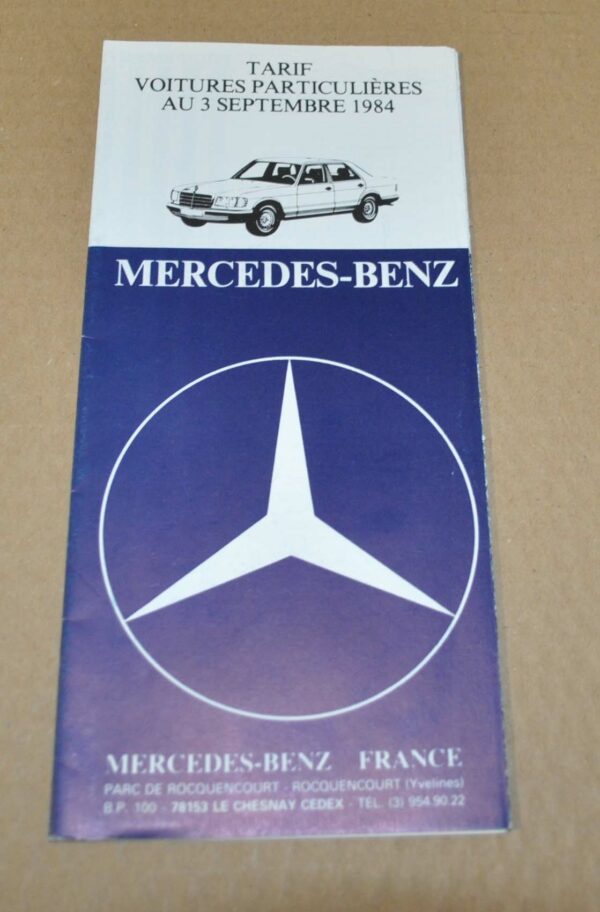 TARIF
VOITURES PARTICULIÈRES
AU 3 SEPTEMBRE 1984
MERCEDES-BENZ
MERCEDES-BENZ FRANCE
PARC DE ROCQUENCOURT - ROCQUENCOURT (Yvelines)
B.P. 100 - 78153 LE CHESNAY CEDEX - TEL. (3) 954.90.22